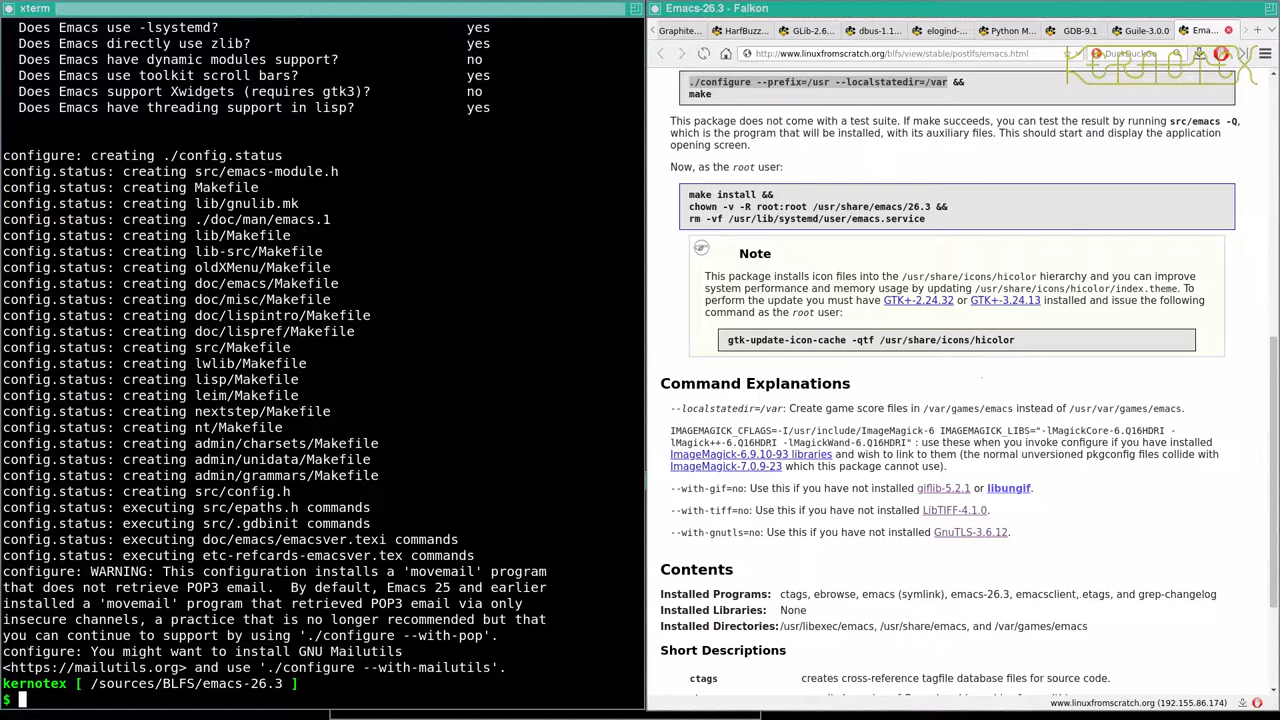 xterm
Does Emacs use -lsystemd? yes
Does Emacs directly use zlib? yes
Does Emacs have dynamic modules support? no
Does Emacs use toolkit scroll bars? yes
Does Emacs support Xwidgets (requires gtk3)? no
Does Emacs have threading support in lisp? yes
configure: creating ./config.status
config.status: creating src/emacs-module.h
config.status: creating Makefile
config.status: creating lib/gnulib.mk
config.status: creating ./doc/man/emacs.1
config.status: creating lib/Makefile
config.status: creating lib-src/Makefile
config.status: creating oldXMenu/Makefile
config.status: creating doc/emacs/Makefile
config.status: creating doc/misc/Makefile
config.status: creating doc/lispintro/Makefile
config.status: creating doc/lispref/Makefile
config.status: creating src/Makefile
config.status: creating lwlib/Makefile
config.status: creating lisp/Makefile
config.status: creating leim/Makefile
config.status: creating nextstep/Makefile
config.status: creating nt/Makefile
config.status: creating admin/charsets/Makefile
config.status: creating admin/unidata/Makefile
config.status: creating admin/grammars/Makefile
config.status: creating src/config.h
config.status: executing src/epaths.h commands
config.status: executing src/.gdbinit commands
config.status: executing doc/emacs/emacsver.texi commands
config.status: executing etc-refcards-emacsver.tex commands
configure: WARNING: This configuration installs a 'movemail' program
that does not retrieve POP3 email.  By default, Emacs 25 and earlier
installed a 'movemail' program that retrieved POP3 email via only
insecure channels, a practice that is no longer recommended but that
you can continue to support by using './configure --with-pop'.
configure: You might want to install GNU Mailutils
<https://mailutils.org> and use './configure --with-mailutils'.
kernotex [ /sources/BLFS/emacs-26.3 ]
$
Emacs-26.3 - Falkon
Graphite... HarfBuzz... GLib-2.6... dbus-1.1... elogind-... Python M... GDB-9.1 Guile-3.0.0 Ema...
http://www.linuxfromscratch.org/blfs/view/stable/postlfs/emacs.html DuckDuckGo
KERNOTEX
./configure --prefix=/usr --localstatedir=/var &&
make
This package does not come with a test suite. If make succeeds, you can test the result by running src/emacs -Q,
which is the program that will be installed, with its auxiliary files. This should start and display the application
opening screen.
Now, as the root user:
make install &&
chown -v -R root:root /usr/share/emacs/26.3 &&
rm -vf /usr/lib/systemd/user/emacs.service
Note
This package installs icon files into the /usr/share/icons/hicolor hierarchy and you can improve
system performance and memory usage by updating /usr/share/icons/hicolor/index.theme. To
perform the update you must have GTK+-2.24.32 or GTK+-3.24.13 installed and issue the following
command as the root user:
gtk-update-icon-cache -qtf /usr/share/icons/hicolor
Command Explanations
--localstatedir=/var: Create game score files in /var/games/emacs instead of /usr/var/games/emacs.
IMAGEMAGICK_CFLAGS=-I/usr/include/ImageMagick-6 IMAGEMAGICK_LIBS="-lMagickCore-6.Q16HDRI -
lMagick++-6.Q16HDRI -lMagickWand-6.Q16HDRI" : use these when you invoke configure if you have installed
ImageMagick-6.9.10-93 libraries and wish to link to them (the normal unversioned pkgconfig files collide with
ImageMagick-7.0.9-23 which this package cannot use).
--with-gif=no: Use this if you have not installed giflib-5.2.1 or libungif.
--with-tiff=no: Use this if you have not installed LibTIFF-4.1.0.
--with-gnutls=no: Use this if you have not installed GnuTLS-3.6.12.
Contents
Installed Programs: ctags, ebrowse, emacs (symlink), emacs-26.3, emacsclient, etags, and grep-changelog
Installed Libraries: None
Installed Directories: /usr/libexec/emacs, /usr/share/emacs, and /var/games/emacs
Short Descriptions
ctags creates cross-reference tagfile database files for source code.
www.linuxfromscratch.org (192.155.86.174)